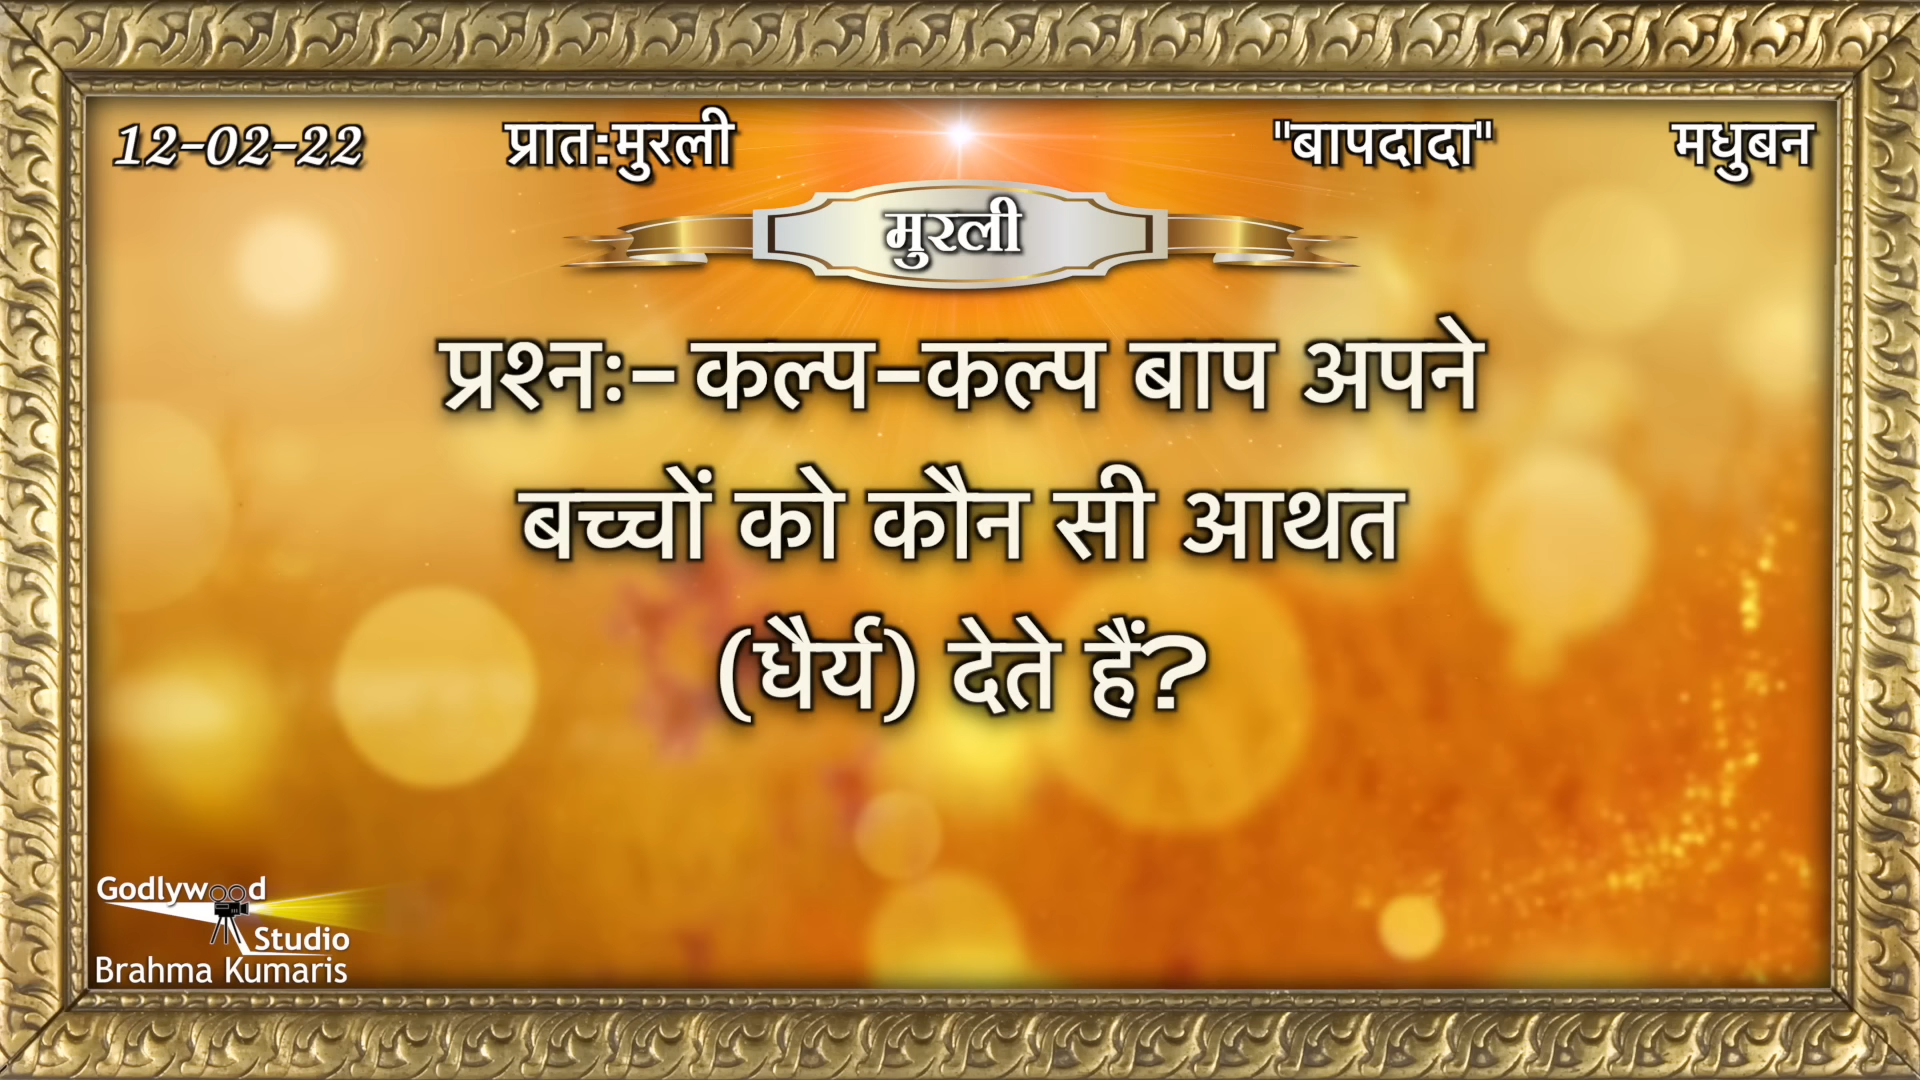 12-02-22 प्रात:मुरली "बापदादा" मधुबन
मुरली
प्रश्नः- कल्प-कल्प बाप अपने
बच्चों को कौन सी आथत
(धैर्य) देते हैं?
Godlywood
Studio
Brahma Kumaris